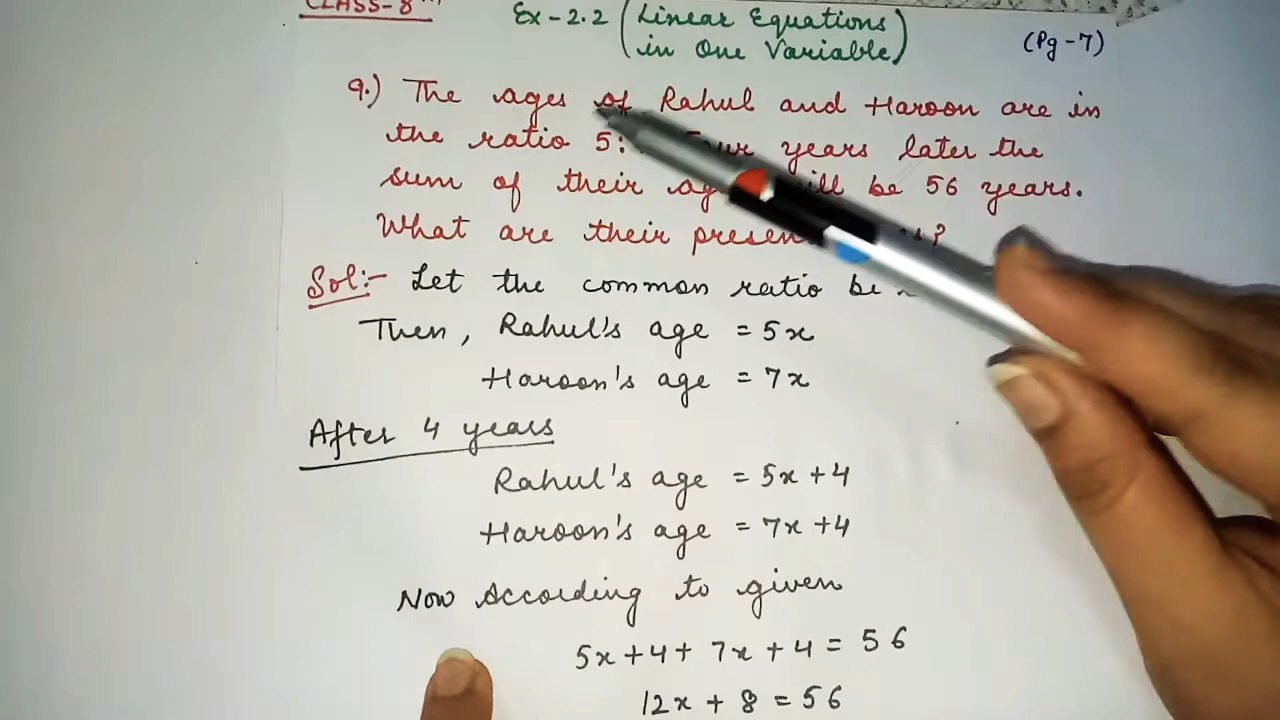 CLASS-8th
Ex-2.2 (Linear Equations in One Variable)
(Pg-7)
9.) The ages of Rahul and Haroon are in
the ratio 5: years later the
sum of their will be 56 years.
What are their
Sol:- Let the common ratio be
Then, Rahul's age = 5x
Haroon's age = 7x
After 4 years
Rahul's age = 5x+4
Haroon's age = 7x+4
Now According to given
5x+4+ 7x+4 = 56
12x + 8 = 56